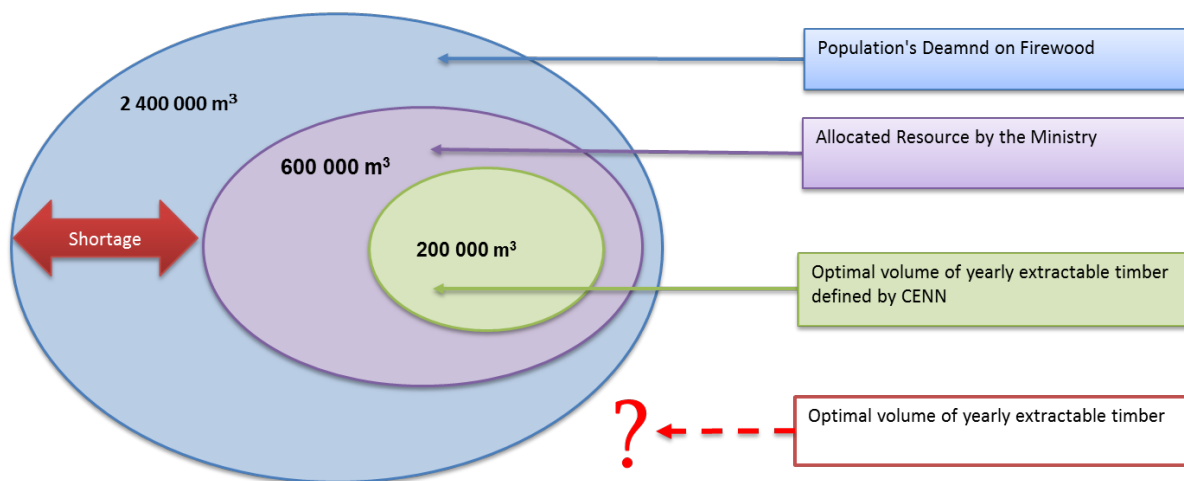 Population's Deamnd on Firewood
2 400 000 m³
Allocated Resource by the Ministry
600 000 m³
Shortage
200 000 m³
Optimal volume of yearly extractable timber
defined by CENN
?
Optimal volume of yearly extractable timber